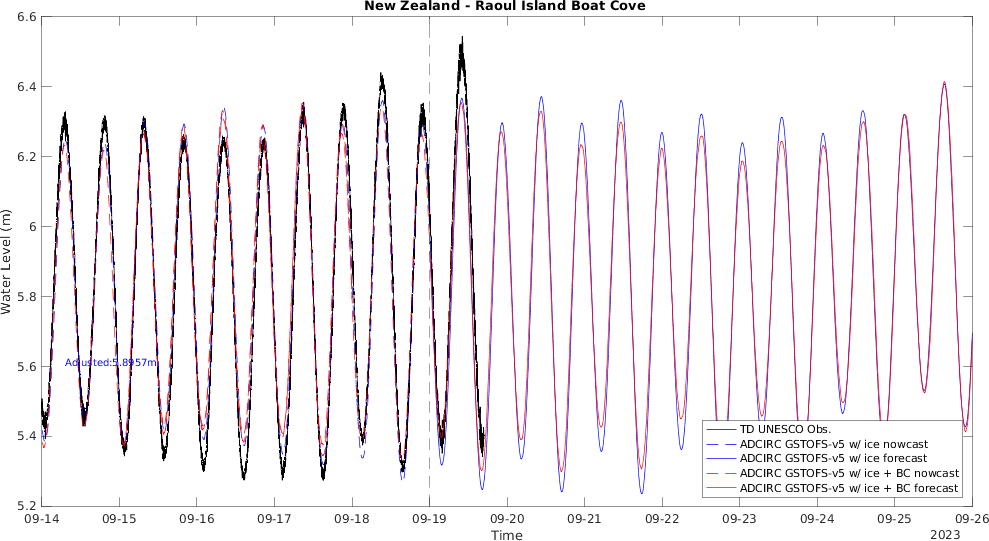 New Zealand - Raoul Island Boat Cove
6.6
6.4
6.2
6
5.8
5.6
5.4
5.2
Water Level (m)
Adjusted:5.8957m
TD UNESCO Obs.
ADCIRC GSTOFS-v5 w/ ice nowcast
ADCIRC GSTOFS-v5 w/ ice forecast
ADCIRC GSTOFS-v5 w/ ice + BC nowcast
ADCIRC GSTOFS-v5 w/ ice + BC forecast
09-14 09-15 09-16 09-17 09-18 09-19 09-20 09-21 09-22 09-23 09-24 09-25 09-26
Time
2023